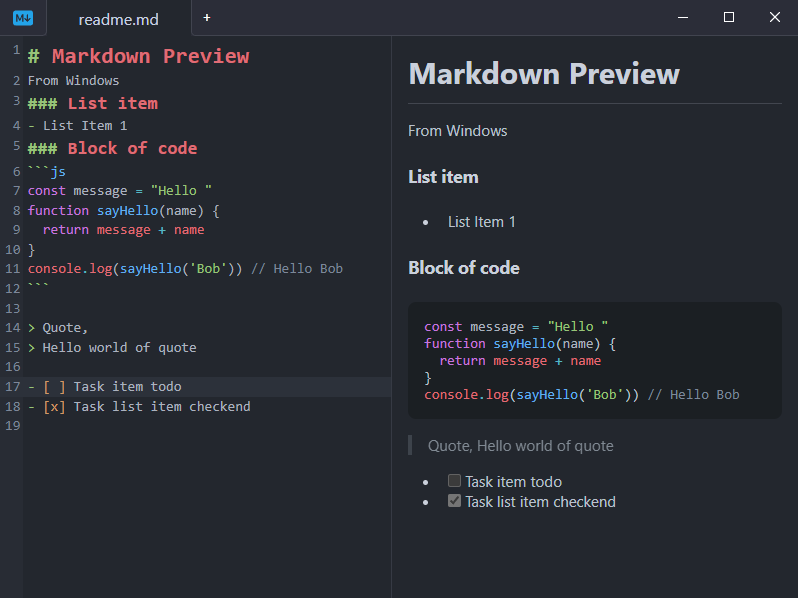 M↓ readme.md +
1 # Markdown Preview
2 From Windows
3 ### List item
4 - List Item 1
5 ### Block of code
6 ```js
7 const message = "Hello "
8 function sayHello(name) {
9   return message + name
10 }
11 console.log(sayHello('Bob')) // Hello Bob
12 ```
13
14 > Quote,
15 > Hello world of quote
16
17 - [ ] Task item todo
18 - [x] Task list item checkend
19
Markdown Preview
From Windows
List item
• List Item 1
Block of code
const message = "Hello "
function sayHello(name) {
  return message + name
}
console.log(sayHello('Bob')) // Hello Bob
Quote, Hello world of quote
• Task item todo
• Task list item checkend